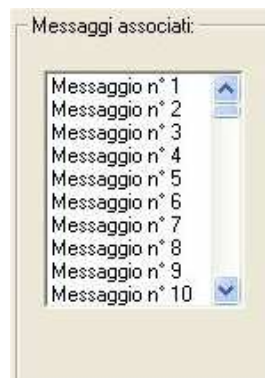 Messaggi associati:
Messaggio n° 1
Messaggio n° 2
Messaggio n° 3
Messaggio n° 4
Messaggio n° 5
Messaggio n° 6
Messaggio n° 7
Messaggio n° 8
Messaggio n° 9
Messaggio n° 10